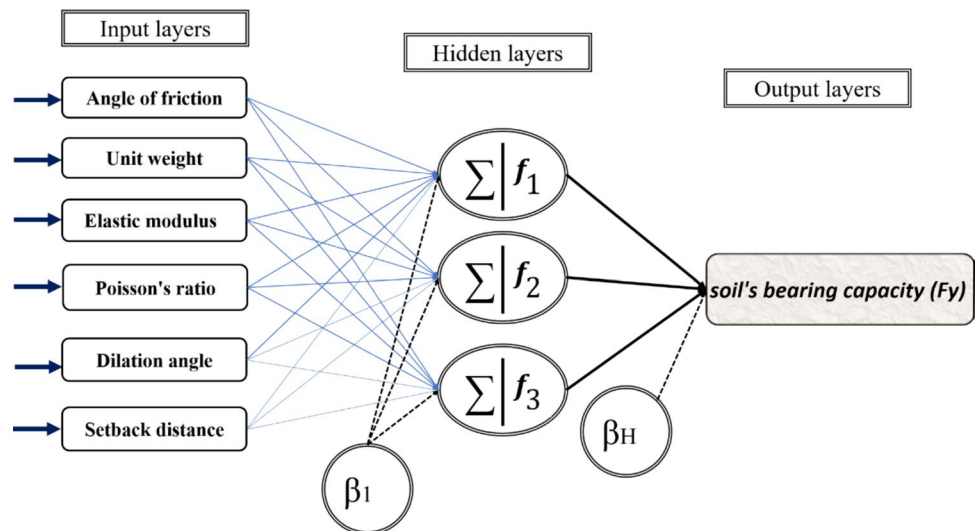 Input layers
Hidden layers
Output layers
Angle of friction
Unit weight
Elastic modulus
Poisson's ratio
Dilation angle
Setback distance
∑ f1
∑ f2
∑ f3
β1
βH
soil's bearing capacity (Fy)